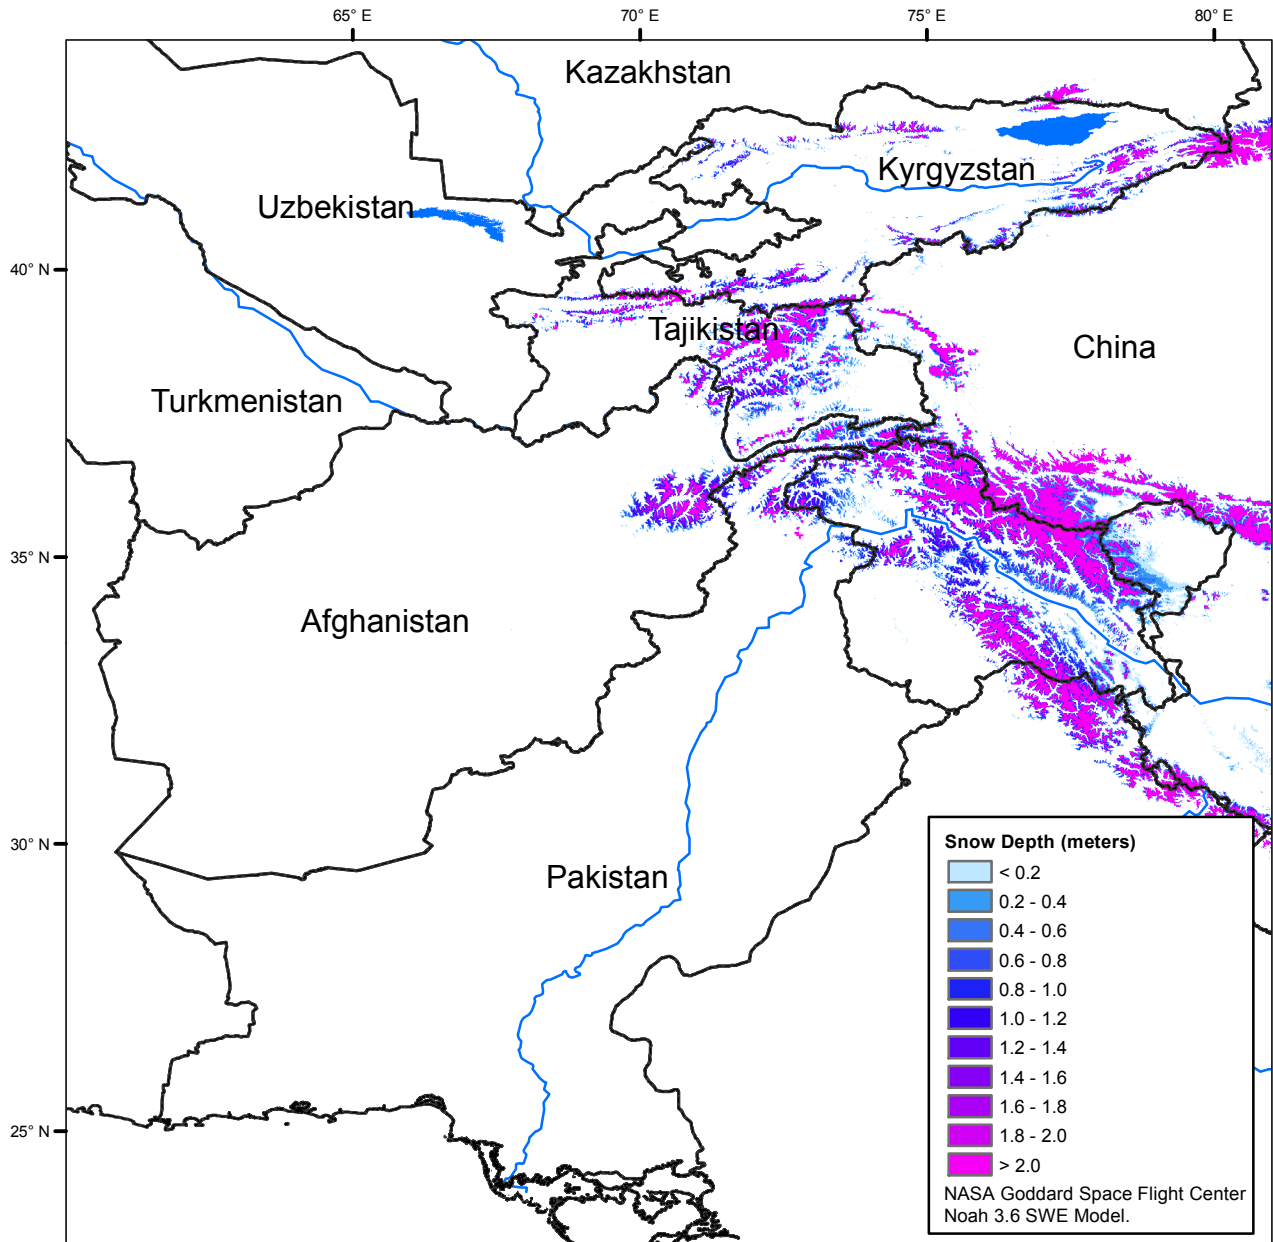 65° E
70° E
75° E
80° E
Kazakhstan
Kyrgyzstan
Uzbekistan
40° N
Tajikistan
China
Turkmenistan
35° N
Afghanistan
30° N
Pakistan
25° N
Snow Depth (meters)
< 0.2
0.2 - 0.4
0.4 - 0.6
0.6 - 0.8
0.8 - 1.0
1.0 - 1.2
1.2 - 1.4
1.4 - 1.6
1.6 - 1.8
1.8 - 2.0
> 2.0
NASA Goddard Space Flight Center
Noah 3.6 SWE Model.